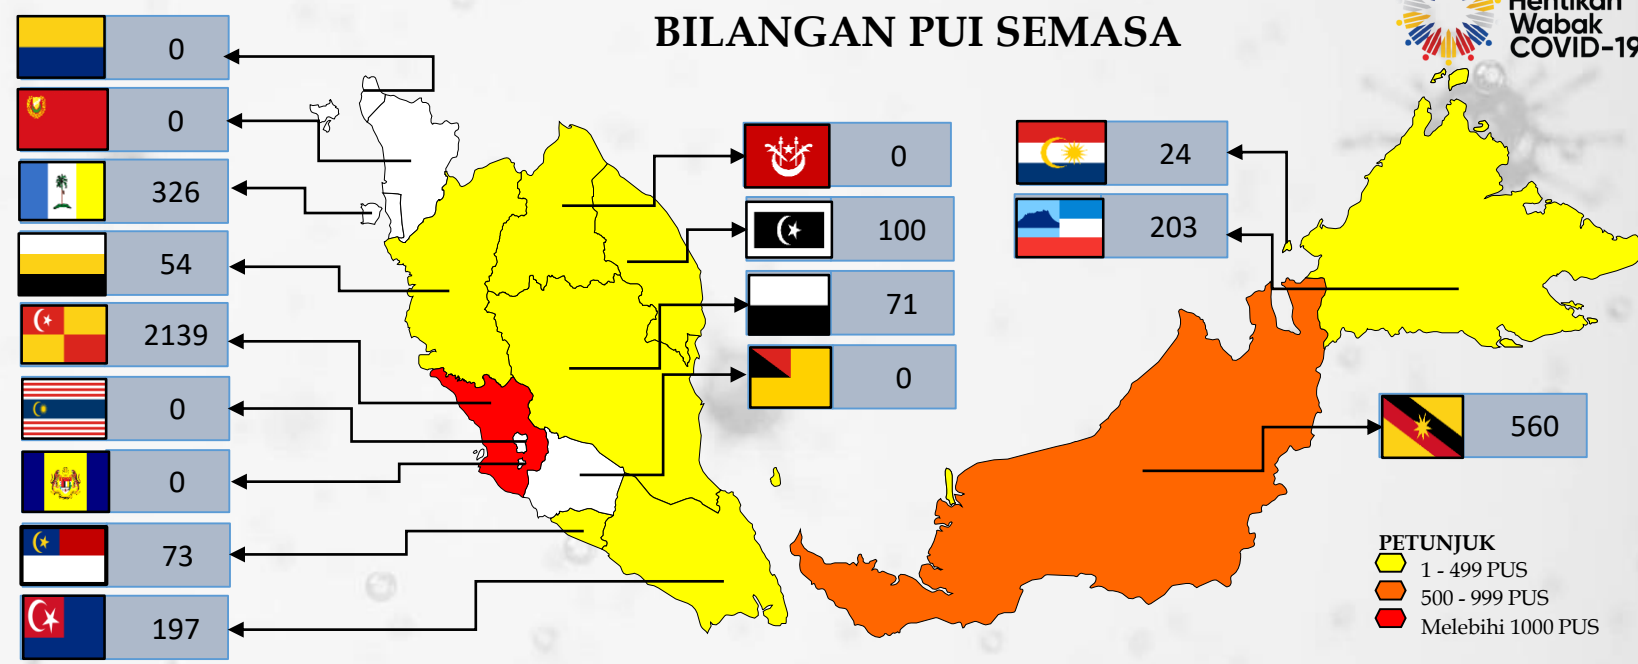 BILANGAN PUI SEMASA
Hentikan
Wabak
COVID-19
0
0
326
54
2139
0
0
73
197
0
100
71
0
24
203
560
PETUNJUK
1 - 499 PUS
500 - 999 PUS
Melebihi 1000 PUS